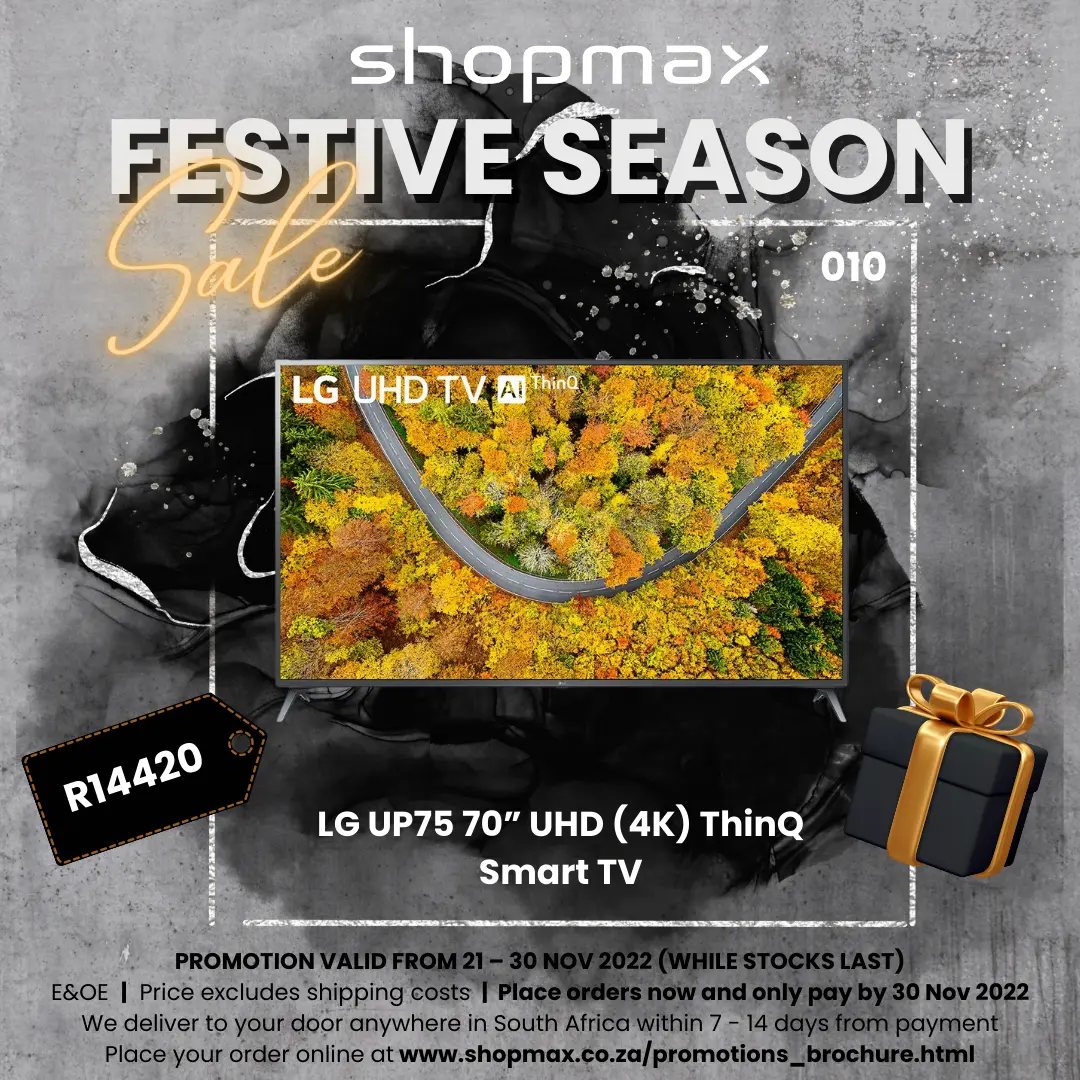 shopmax
FESTIVE SEASON
Sale
010
LG UHD TV AI ThinQ
R14420
LG UP75 70” UHD (4K) ThinQ
Smart TV
PROMOTION VALID FROM 21 – 30 NOV 2022 (WHILE STOCKS LAST)
E&OE | Price excludes shipping costs | Place orders now and only pay by 30 Nov 2022
We deliver to your door anywhere in South Africa within 7 - 14 days from payment
Place your order online at www.shopmax.co.za/promotions_brochure.html